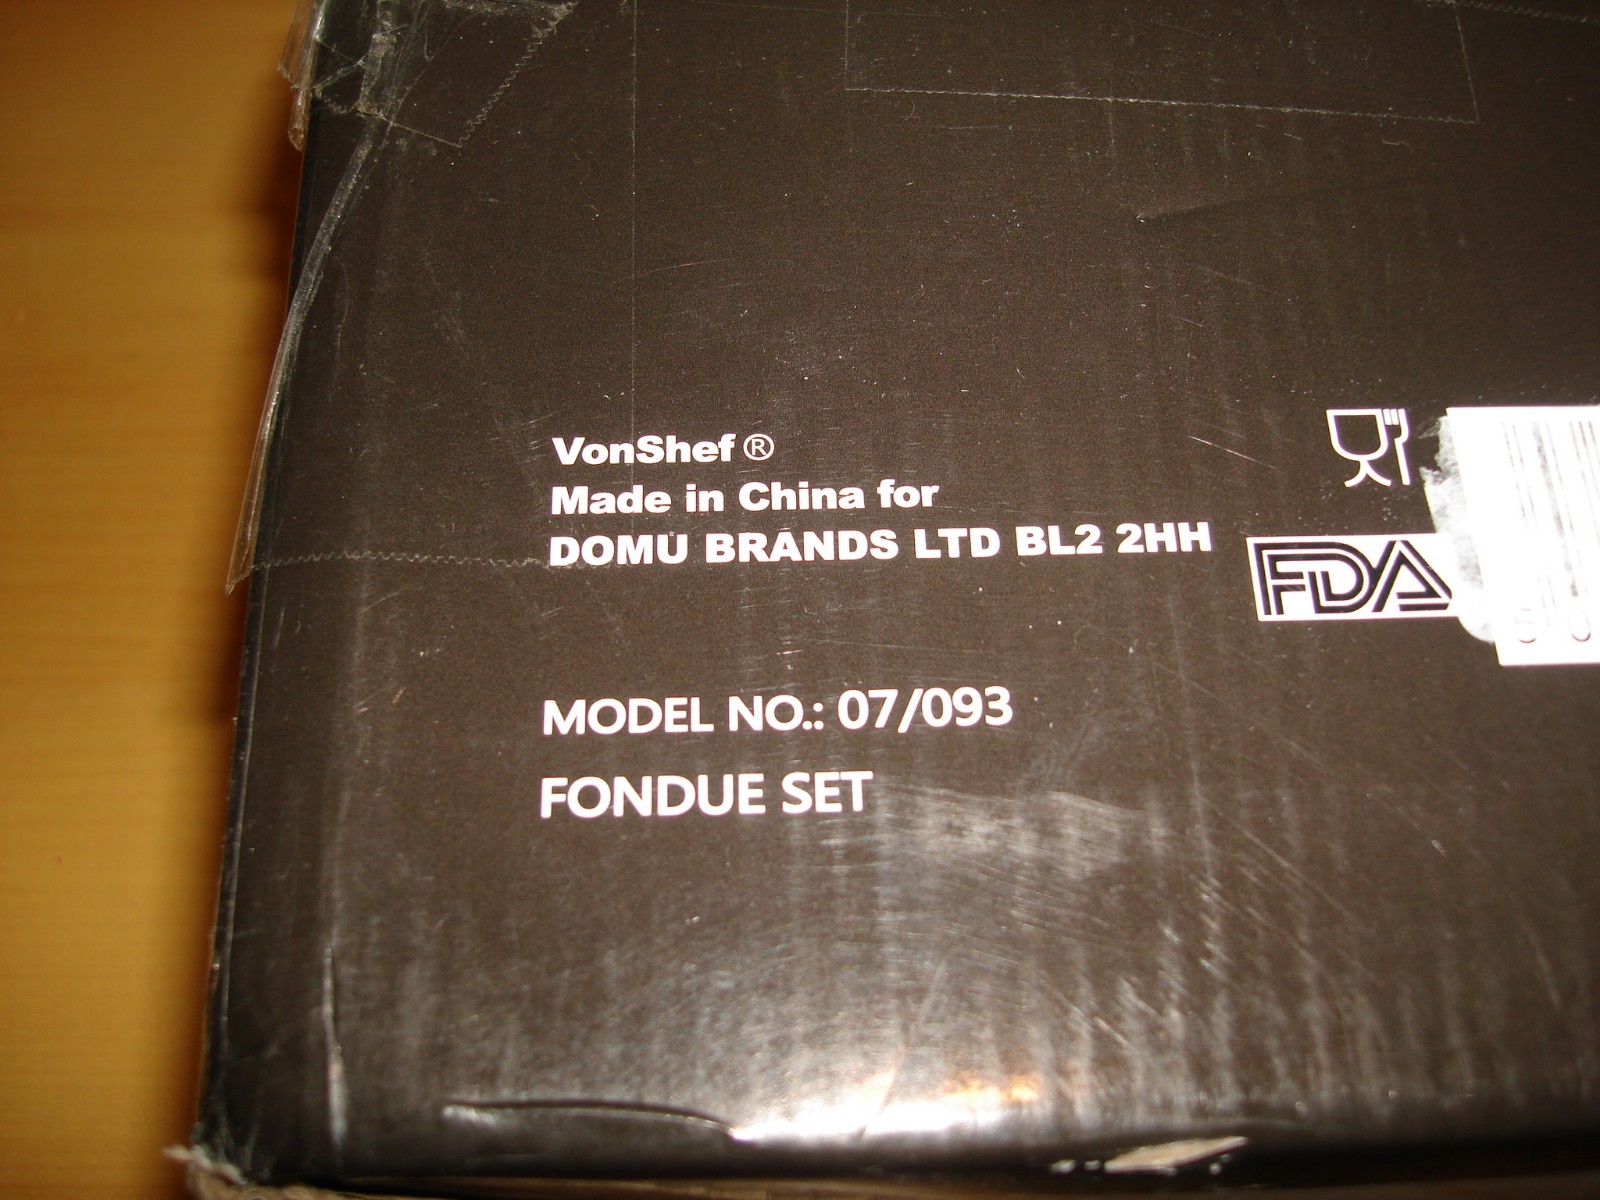 VonShef®
Made in China for
DOMU BRANDS LTD BL2 2HH
FDA
MODEL NO.: 07/093
FONDUE SET